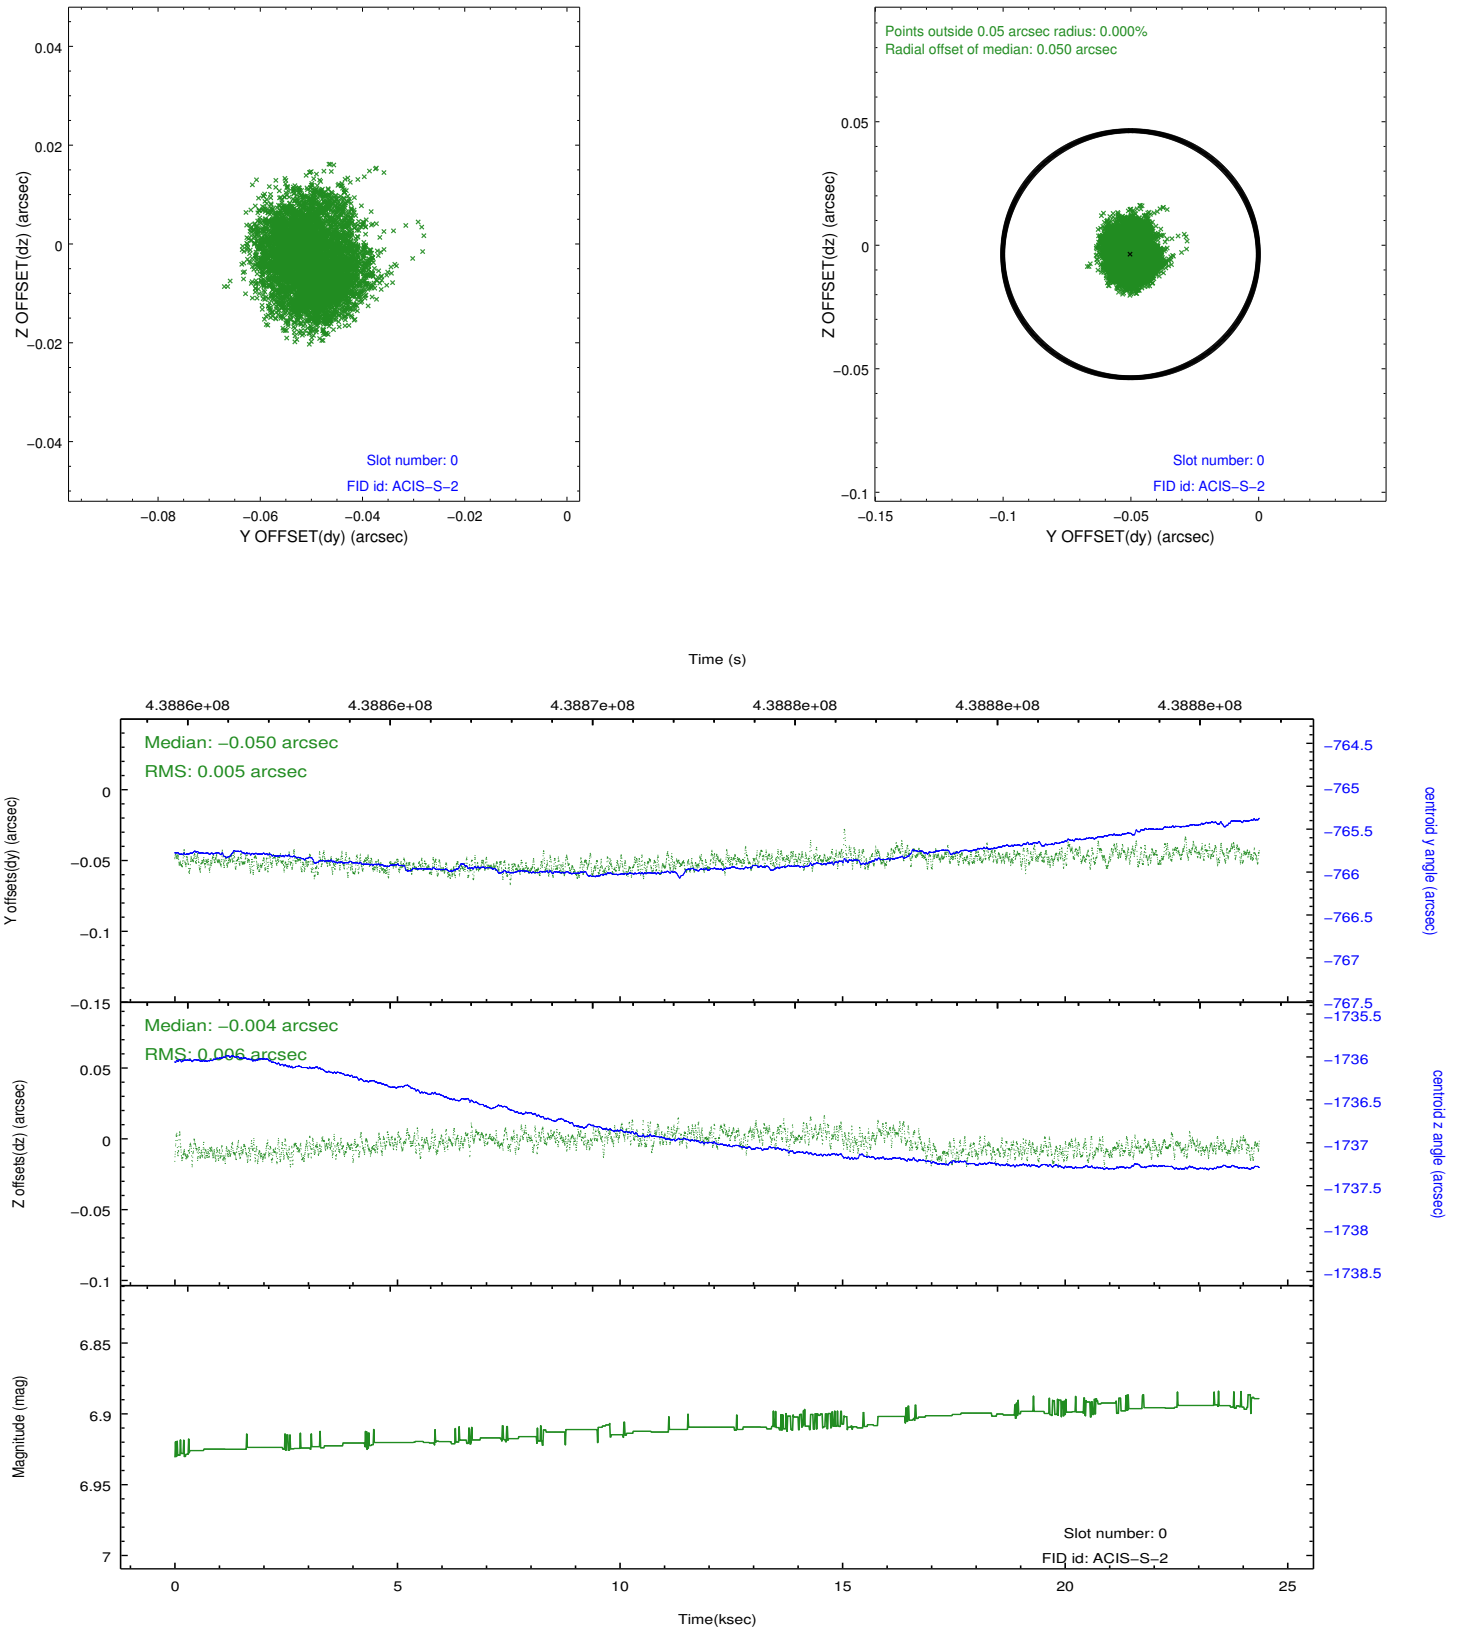 0.04
0.02
0
−0.02
−0.04
Z OFFSET(dz) (arcsec)
Slot number: 0
FID id: ACIS−S−2
−0.08
−0.06
−0.04
−0.02
0
Y OFFSET(dy) (arcsec)
Points outside 0.05 arcsec radius: 0.000%
Radial offset of median: 0.050 arcsec
0.05
0
−0.05
−0.1
Z OFFSET(dz) (arcsec)
Slot number: 0
FID id: ACIS−S−2
−0.15
−0.1
−0.05
0
Y OFFSET(dy) (arcsec)
Time (s)
4.3886e+08
4.3886e+08
4.3887e+08
4.3888e+08
4.3888e+08
4.3888e+08
Median: −0.050 arcsec
RMS: 0.005 arcsec
0
−0.05
−0.1
−0.15
Y offsets(dy) (arcsec)
−764.5
−765
−765.5
−766
−766.5
−767
−767.5
centroid y angle (arcsec)
Median: −0.004 arcsec
RMS: 0.006 arcsec
0.05
0
−0.05
−0.1
Z offsets(dz) (arcsec)
−1735.5
−1736
−1736.5
−1737
−1737.5
−1738
−1738.5
centroid z angle (arcsec)
6.85
6.9
6.95
7
Magnitude (mag)
Slot number: 0
FID id: ACIS−S−2
0
5
10
15
20
25
Time(ksec)